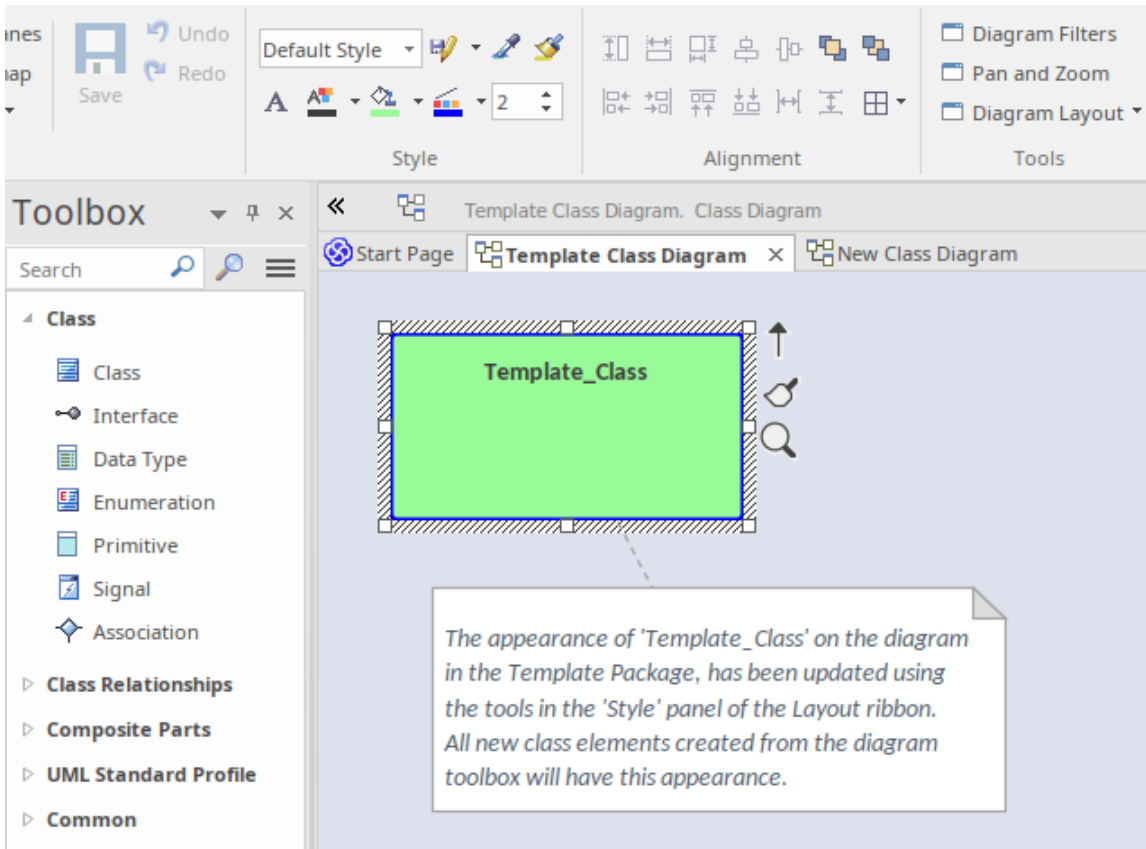 Undo
Redo
Save
Default Style
2
Style
Alignment
Diagram Filters
Pan and Zoom
Diagram Layout
Tools
Toolbox
Search
Class
Class
Interface
Data Type
Enumeration
Primitive
Signal
Association
Class Relationships
Composite Parts
UML Standard Profile
Common
Template Class Diagram. Class Diagram
Start Page
Template Class Diagram
New Class Diagram
Template_Class
The appearance of 'Template_Class' on the diagram
in the Template Package, has been updated using
the tools in the 'Style' panel of the Layout ribbon.
All new class elements created from the diagram
toolbox will have this appearance.